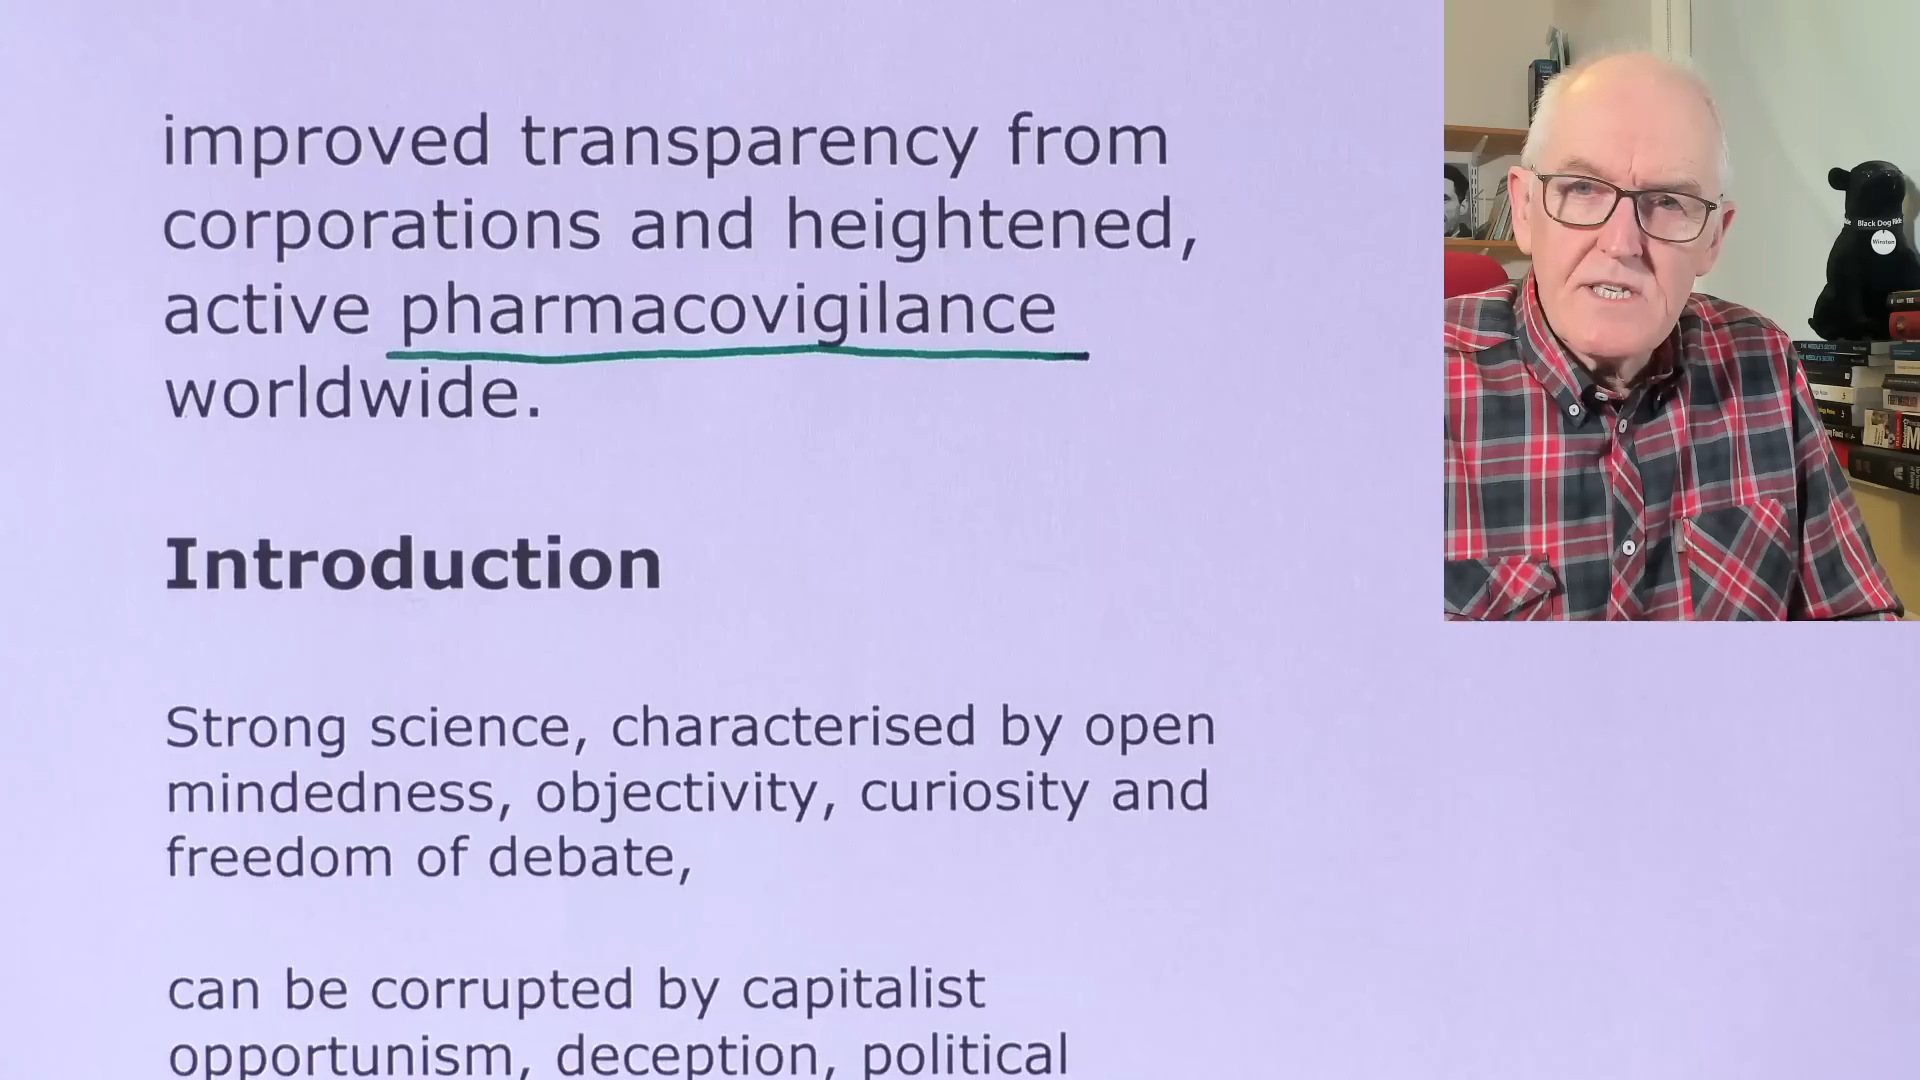 improved transparency from
corporations and heightened,
active pharmacovigilance
worldwide.
Introduction
Strong science, characterised by open
mindedness, objectivity, curiosity and
freedom of debate,
can be corrupted by capitalist
opportunism, deception, political
Black Dog Ride
Winston